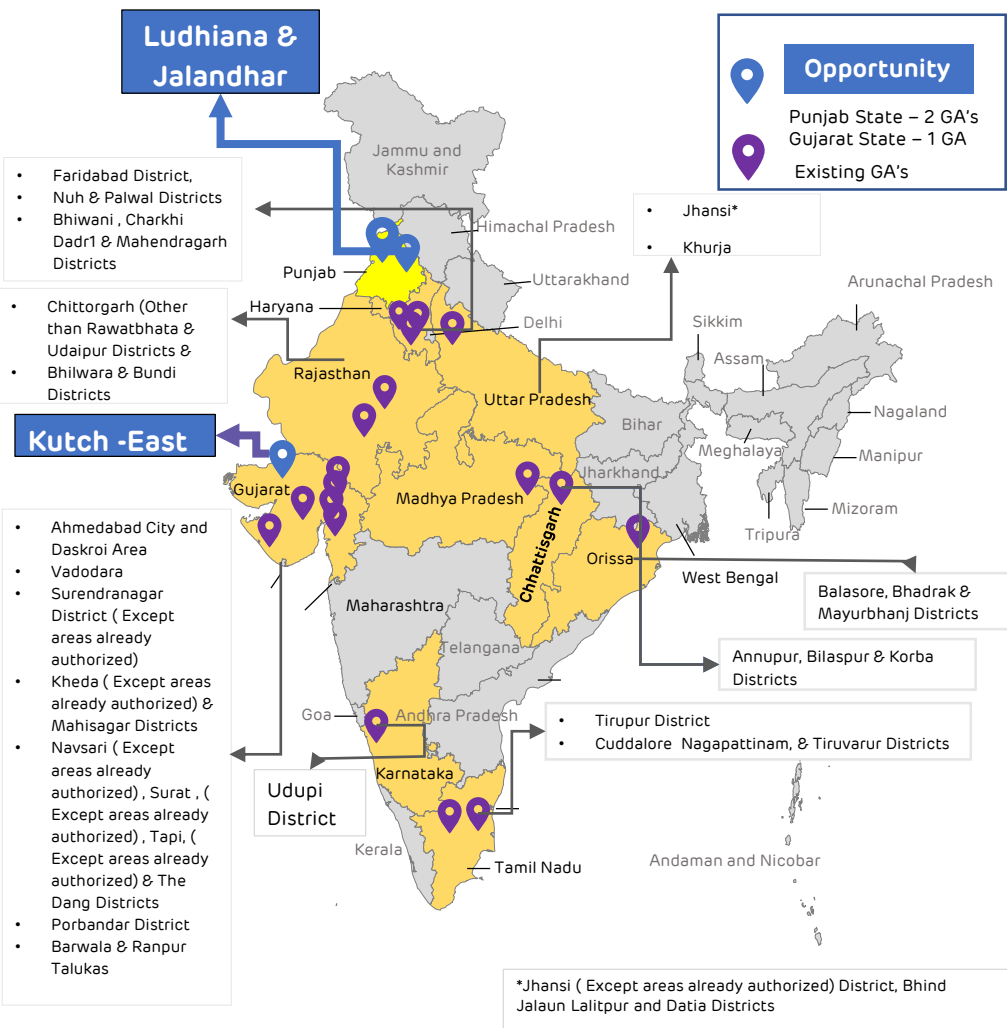 Ludhiana &
Jalandhar
Opportunity
Punjab State – 2 GA's
Gujarat State – 1 GA
Existing GA's
• Faridabad District,
• Nuh & Palwal Districts
• Bhiwani , Charkhi
Dadr1 & Mahendragarh
Districts
• Jhansi*
• Khurja
• Chittorgarh (Other
than Rawatbhata &
Udaipur Districts &
• Bhilwara & Bundi
Districts
Kutch -East
• Ahmedabad City and
Daskroi Area
• Vadodara
• Surendranagar
District ( Except
areas already
authorized)
• Kheda ( Except areas
already authorized) &
Mahisagar Districts
• Navsari ( Except
areas already
authorized) , Surat , (
Except areas already
authorized) , Tapi, (
Except areas already
authorized) & The
Dang Districts
• Porbandar District
• Barwala & Ranpur
Talukas
Jammu and
Kashmir
Himachal Pradesh
Punjab
Uttarakhand
Haryana
Delhi
Arunachal Pradesh
Sikkim
Assam
Rajasthan
Uttar Pradesh
Nagaland
Bihar
Meghalaya
Manipur
Jharkhand
Gujarat
Madhya Pradesh
Chhattisgarh
Mizoram
Tripura
Orissa
West Bengal
Maharashtra
Telangana
Goa
Andhra Pradesh
Karnataka
Kerala
Tamil Nadu
Andaman and Nicobar
Balasore, Bhadrak &
Mayurbhanj Districts
Annupur, Bilaspur & Korba
Districts
• Tirupur District
• Cuddalore Nagapattinam, & Tiruvarur Districts
Udupi
District
*Jhansi ( Except areas already authorized) District, Bhind
Jalaun Lalitpur and Datia Districts